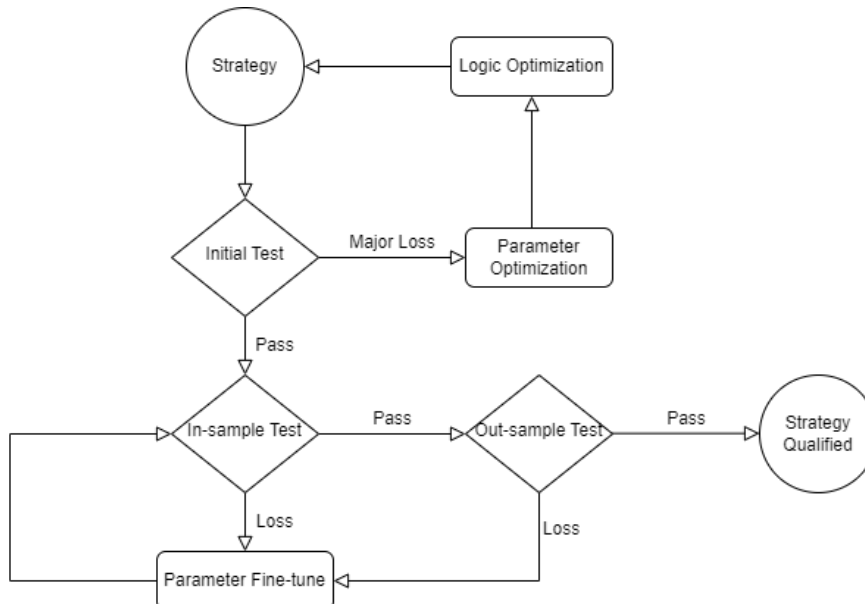 Strategy
Logic Optimization
Initial Test
Major Loss
Parameter
Optimization
Pass
In-sample Test
Pass
Out-sample Test
Pass
Strategy
Qualified
Loss
Loss
Parameter Fine-tune